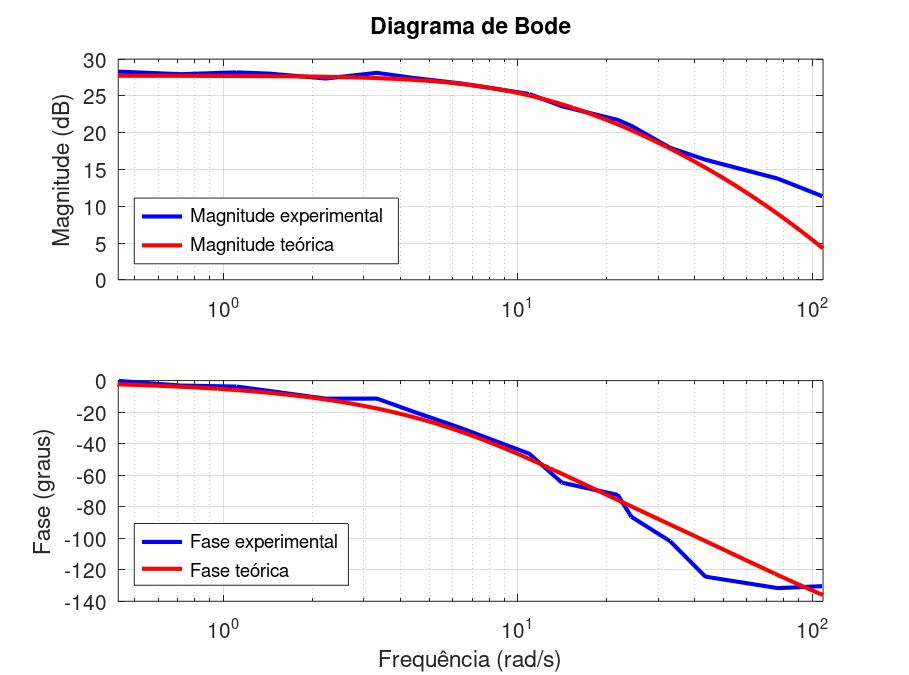 Diagrama de Bode
Magnitude (dB)
30
25
20
15
10
5
0
Magnitude experimental
Magnitude teórica
10^0
10^1
10^2
Fase (graus)
0
-20
-40
-60
-80
-100
-120
-140
Fase experimental
Fase teórica
10^0
10^1
10^2
Frequência (rad/s)